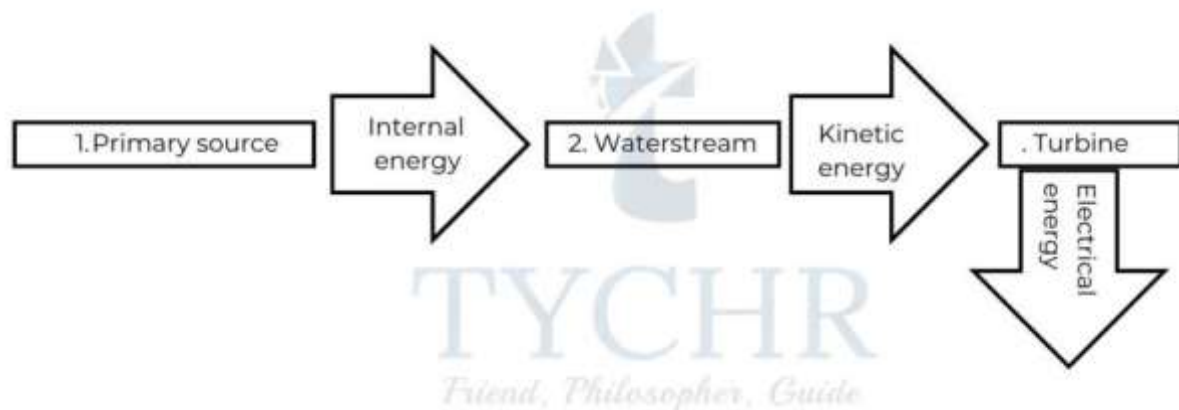 1.Primary source
Internal
energy
2. Waterstream
Kinetic
energy
. Turbine
Electrical
energy
TYCHR
Friend, Philosopher, Guide